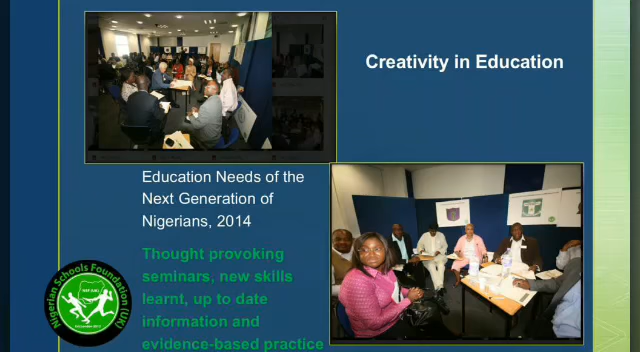 Creativity in Education
Education Needs of the
Next Generation of
Nigerians, 2014
Thought provoking
seminars, new skills
learnt, up to date
information and
evidence-based practice
Nigerian Schools Foundation (UK)